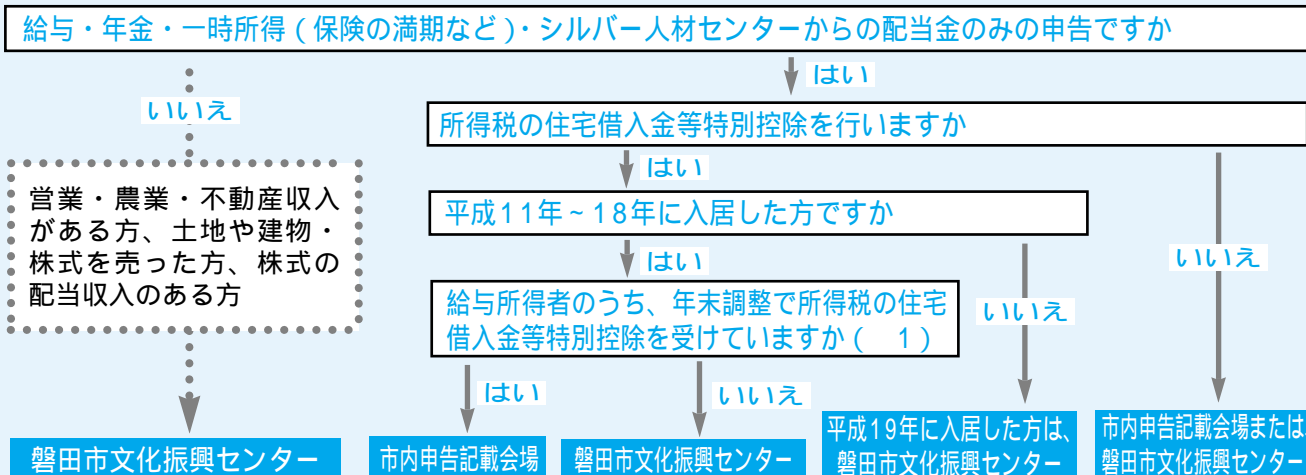 給与・年金・一時所得(保険の満期など)・シルバー人材センターからの配当金のみの申告ですか
はい
いいえ
所得税の住宅借入金等特別控除を行いますか
はい
営業・農業・不動産収入
がある方、土地や建物・
株式を売った方、株式の
配当収入のある方
平成11年~18年に入居した方ですか
はい
いいえ
給与所得者のうち、年末調整で所得税の住宅
借入金等特別控除を受けていますか( 1)
いいえ
はい
いいえ
磐田市文化振興センター
市内申告記載会場
磐田市文化振興センター
平成19年に入居した方は、
磐田市文化振興センター
市内申告記載会場または
磐田市文化振興センター